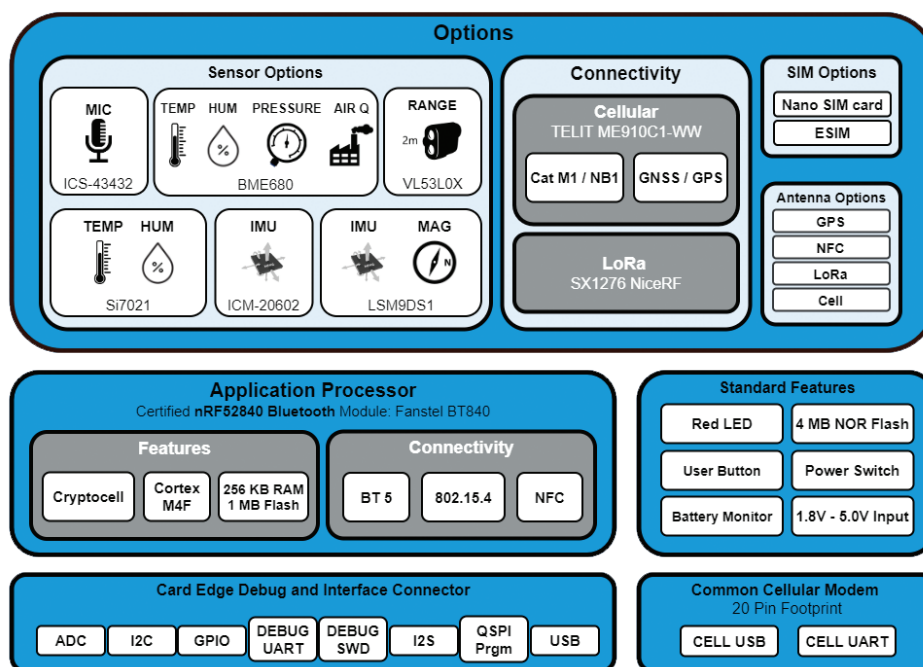 Options
Sensor Options
MIC
ICS-43432
TEMP HUM PRESSURE AIR Q
%
BME680
RANGE
2m
VL53L0X
TEMP HUM
%
Si7021
IMU
ICM-20602
IMU MAG
N
LSM9DS1
Connectivity
Cellular
TELIT ME910C1-WW
Cat M1 / NB1
GNSS / GPS
LoRa
SX1276 NiceRF
SIM Options
Nano SIM card
ESIM
Antenna Options
GPS
NFC
LoRa
Cell
Application Processor
Certified nRF52840 Bluetooth Module: Fanstel BT840
Features
Cryptocell
Cortex
M4F
256 KB RAM
1 MB Flash
Connectivity
BT 5
802.15.4
NFC
Standard Features
Red LED
4 MB NOR Flash
User Button
Power Switch
Battery Monitor
1.8V - 5.0V Input
Card Edge Debug and Interface Connector
ADC
I2C
GPIO
DEBUG
UART
DEBUG
SWD
I2S
QSPI
Prgm
USB
Common Cellular Modem
20 Pin Footprint
CELL USB
CELL UART